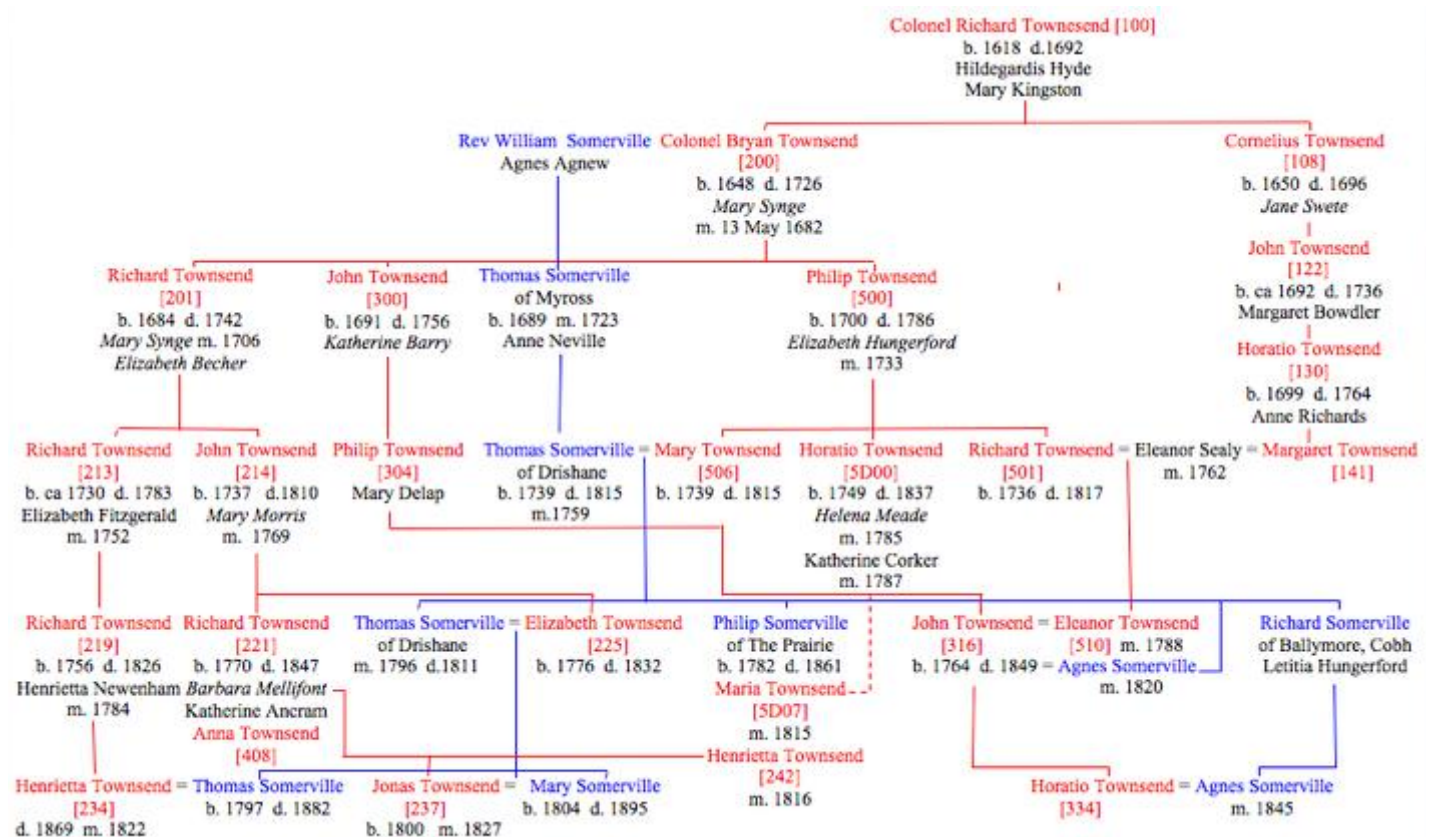 Colonel Richard Townesend [100]
b. 1618 d.1692
Hildegardis Hyde
Mary Kingston
Rev William Somerville
Agnes Agnew
Colonel Bryan Townsend
[200]
b. 1648 d. 1726
Mary Synge
m. 13 May 1682
Cornelius Townsend
[108]
b. 1650 d. 1696
Jane Swete
John Townsend
[122]
b. ca 1692 d. 1736
Margaret Bowdler
Horatio Townsend
[130]
b. 1699 d. 1764
Anne Richards
Richard Townsend
[201]
b. 1684 d. 1742
Mary Synge m. 1706
Elizabeth Becher
John Townsend
[300]
b. 1691 d. 1756
Katherine Barry
Thomas Somerville
of Myross
b. 1689 m. 1723
Anne Neville
Philip Townsend
[500]
b. 1700 d. 1786
Elizabeth Hungerford
m. 1733
Richard Townsend
[213]
b. ca 1730 d. 1783
Elizabeth Fitzgerald
m. 1752
John Townsend
[214]
b. 1737 d.1810
Mary Morris
m. 1769
Philip Townsend
[304]
Mary Delap
Thomas Somerville =
of Drishane
b. 1739 d. 1815
m.1759
Mary Townsend
[506]
b. 1739 d. 1815
Horatio Townsend
[5D00]
b. 1749 d. 1837
Helena Meade
m. 1785
Katherine Corker
m. 1787
Richard Townsend = Eleanor Sealy = Margaret Townsend
[501]
b. 1736 d. 1817
m. 1762
[141]
Richard Townsend
[219]
b. 1756 d. 1826
Henrietta Newenham
m. 1784
Richard Townsend
[221]
b. 1770 d. 1847
Barbara Mellifont
Katherine Ancram
Anna Townsend
[408]
Thomas Somerville = Elizabeth Townsend
of Drishane
m. 1796 d.1811
[225]
b. 1776 d. 1832
Philip Somerville
of The Prairie
b. 1782 d. 1861
Maria Townsend
[5D07]
m. 1815
John Townsend = Eleanor Townsend
[316]
[510] m. 1788
b. 1764 d. 1849 = Agnes Somerville
m. 1820
Richard Somerville
of Ballymore, Cobh
Letitia Hungerford
Henrietta Townsend
[242]
m. 1816
Henrietta Townsend = Thomas Somerville
[234]
d. 1869 m. 1822
b. 1797 d. 1882
Jonas Townsend = Mary Somerville
[237]
b. 1800 m. 1827
b. 1804 d. 1895
Horatio Townsend = Agnes Somerville
[334]
m. 1845